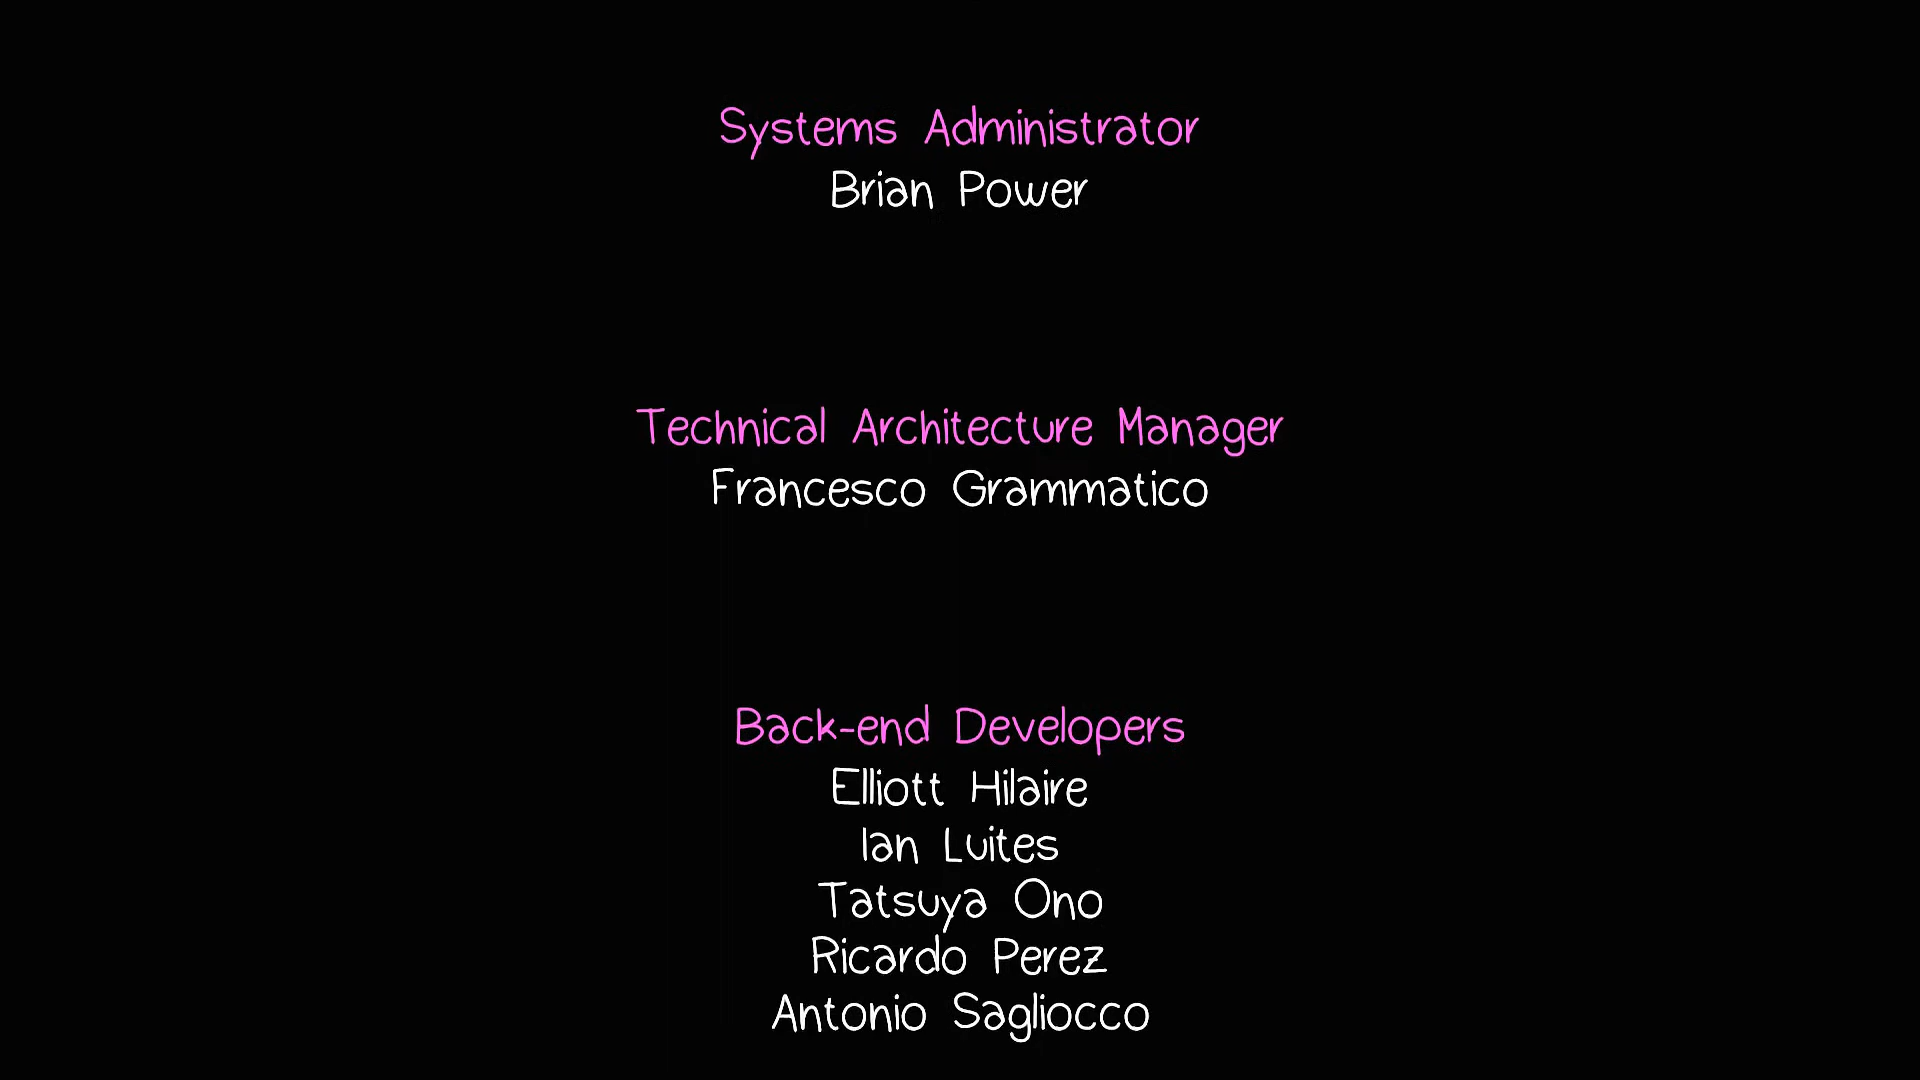 Systems Administrator
Brian Power
Technical Architecture Manager
Francesco Grammatico
Back-end Developers
Elliott Hilaire
Ian Luites
Tatsuya Ono
Ricardo Perez
Antonio Sagliocco